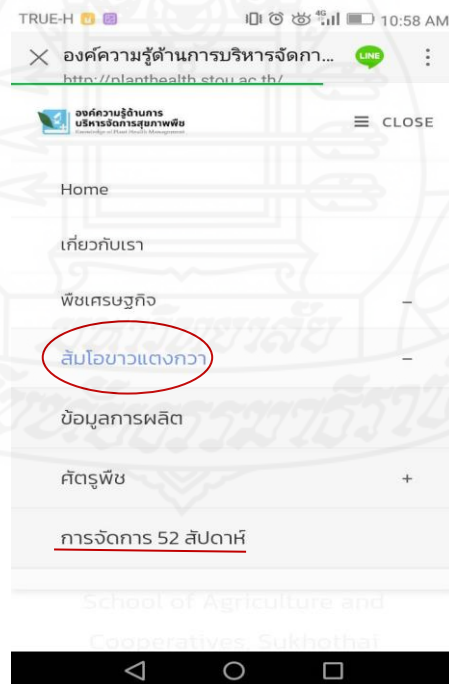 TRUE-H 10:58 AM
องค์ความรู้ด้านการบริหารจัดกา... LINE
http://planthealth.stou.ac.th/
องค์ความรู้ด้านการ
บริหารจัดการสุขภาพพืช
Knowledge of Plant Health Management
CLOSE
Home
เกี่ยวกับเรา
พืชเศรษฐกิจ
ส้มโอขาวแตงกวา
ข้อมูลการผลิต
ศัตรูพืช
การจัดการ 52 สัปดาห์
School of Agriculture and
Cooperatives, Sukhothai